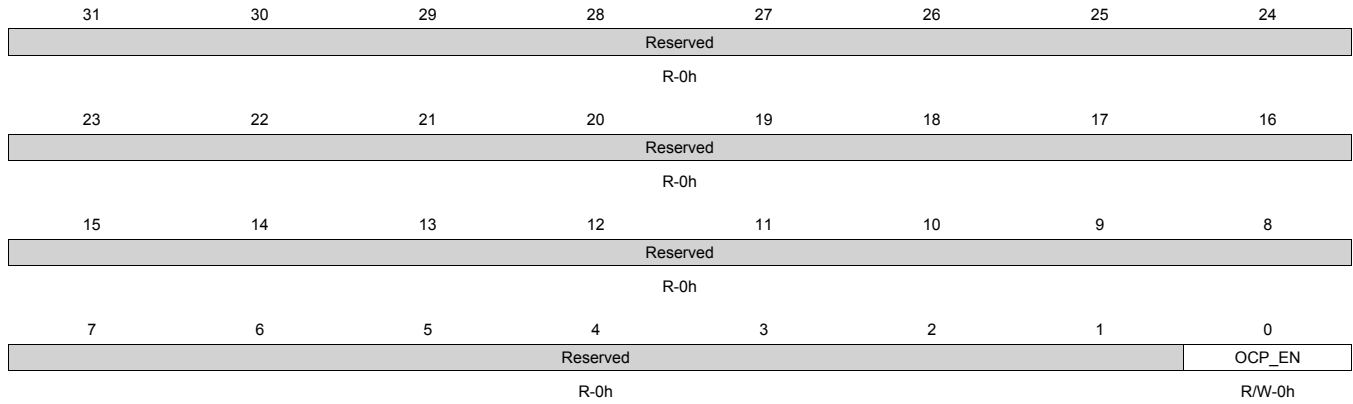 31 30 29 28 27 26 25 24
Reserved
R-0h
23 22 21 20 19 18 17 16
Reserved
R-0h
15 14 13 12 11 10 9 8
Reserved
R-0h
7 6 5 4 3 2 1 0
Reserved OCP_EN
R-0h R/W-0h